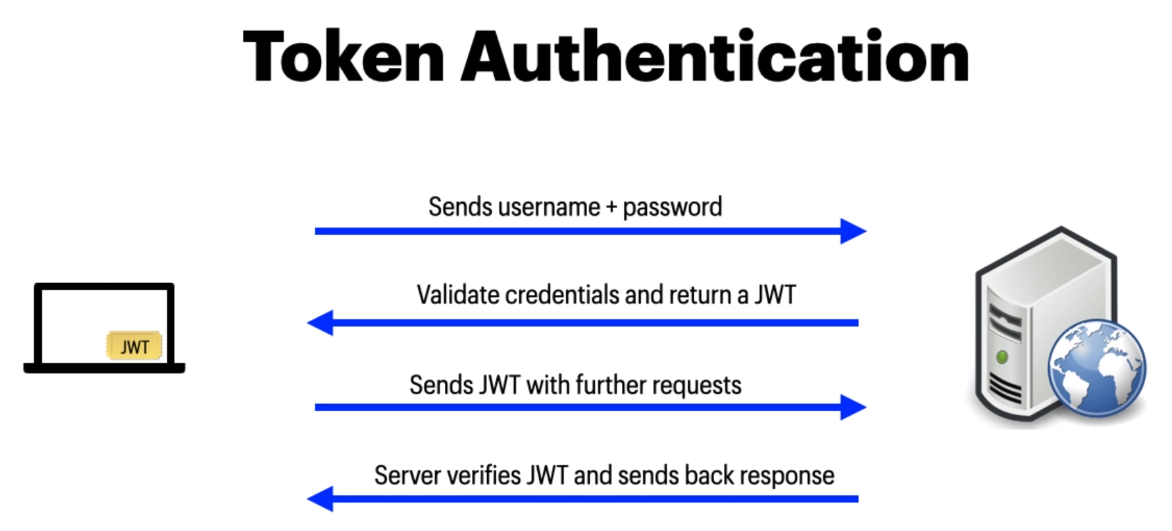 Token Authentication
Sends username + password
Validate credentials and return a JWT
JWT
Sends JWT with further requests
Server verifies JWT and sends back response